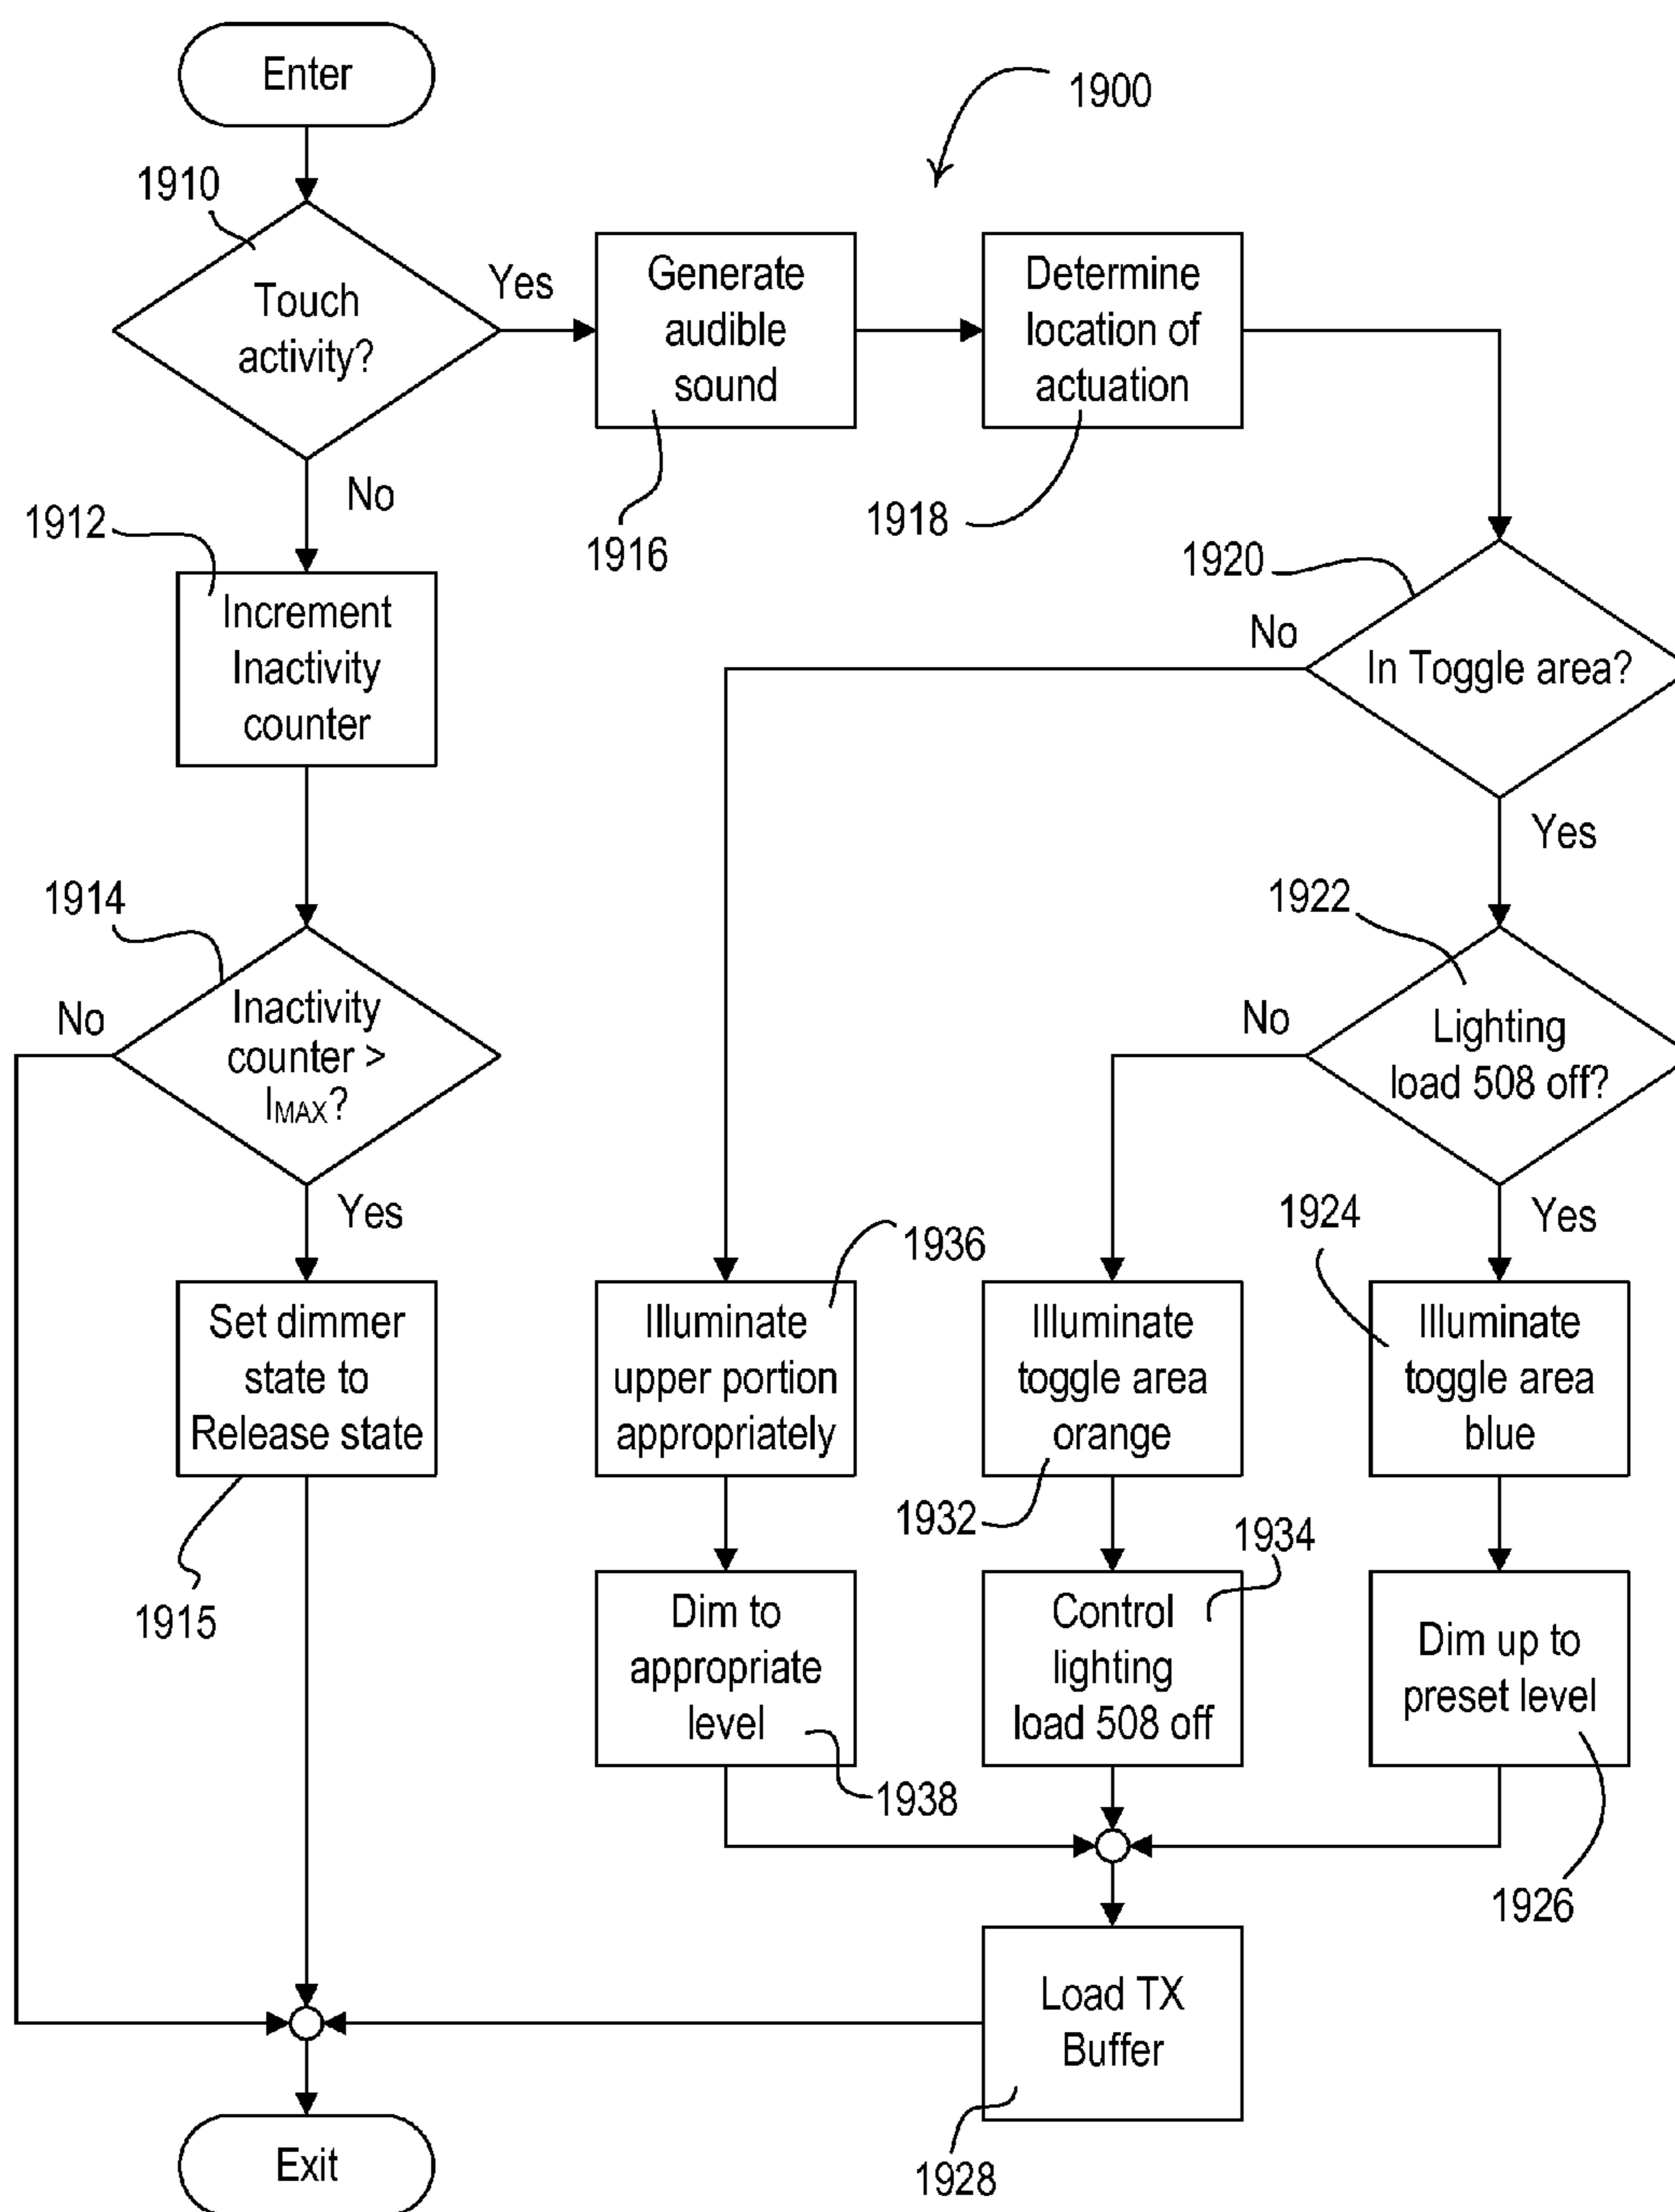 Enter
1900
1910
Touch
activity?
Yes
Generate
audible
sound
Determine
location of
actuation
No
1916
1918
1912
Increment
Inactivity
counter
1920
No
In Toggle area?
Yes
1914
No
Inactivity
counter >
IMAX?
1922
No
Lighting
load 508 off?
Yes
Yes
1924
1936
Set dimmer
state to
Release state
Illuminate
upper portion
appropriately
Illuminate
toggle area
orange
Illuminate
toggle area
blue
1915
1932
1934
Dim to
appropriate
level
Control
lighting
load 508 off
Dim up to
preset level
1938
1926
Load TX
Buffer
1928
Exit